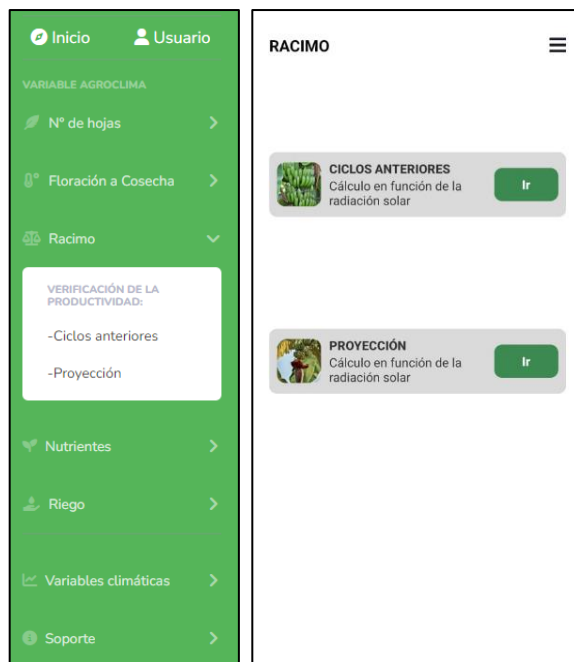 Inicio
Usuario
VARIABLE AGROCLIMA
N° de hojas
Floración a Cosecha
Racimo
VERIFICACIÓN DE LA
PRODUCTIVIDAD:
-Ciclos anteriores
-Proyección
Nutrientes
Riego
Variables climáticas
Soporte
RACIMO
CICLOS ANTERIORES
Cálculo en función de la
radiación solar
Ir
PROYECCIÓN
Cálculo en función de la
radiación solar
Ir